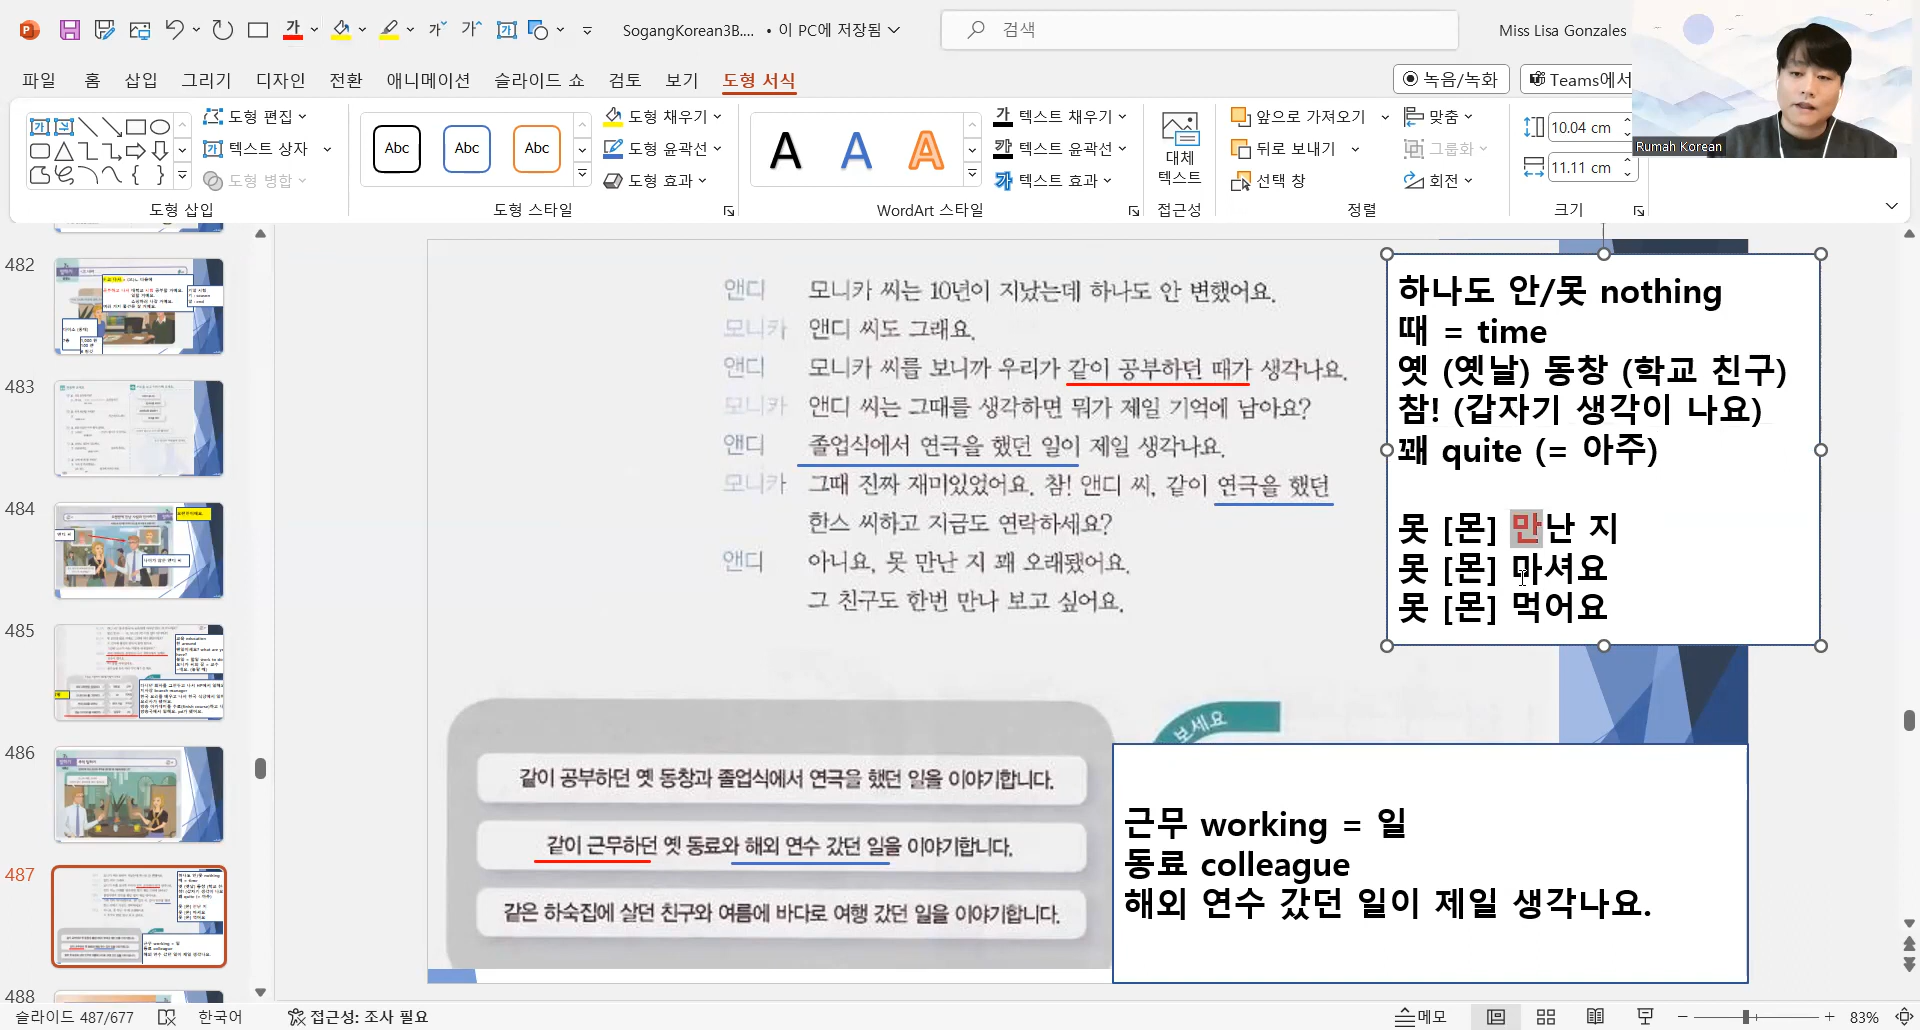 SogangKorean3B.... • 이 PC에 저장됨
검색
Miss Lisa Gonzales
파일 홈 삽입 그리기 디자인 전환 애니메이션 슬라이드 쇼 검토 보기 도형 서식
녹음/녹화 Teams에서
Rumah Korean
도형 편집
텍스트 상자
도형 병합
도형 삽입
Abc Abc Abc
도형 채우기
도형 윤곽선
도형 효과
도형 스타일
A A A
텍스트 채우기
텍스트 윤곽선
텍스트 효과
WordArt 스타일
대체
텍스트
접근성
앞으로 가져오기
뒤로 보내기
선택 창
맞춤
그룹화
회전
정렬
10.04 cm
11.11 cm
크기
482
483
484
485
486
487
488
앤디 모니카 씨는 10년이 지났는데 하나도 안 변했어요.
모니카 앤디 씨도 그래요.
앤디 모니카 씨를 보니까 우리가 같이 공부하던 때가 생각나요.
모니카 앤디 씨는 그때를 생각하면 뭐가 제일 기억에 남아요?
앤디 졸업식에서 연극을 했던 일이 제일 생각나요.
모니카 그때 진짜 재미있었어요. 참! 앤디 씨, 같이 연극을 했던
한스 씨하고 지금도 연락하세요?
앤디 아니요, 못 만난 지 꽤 오래됐어요.
그 친구도 한번 만나 보고 싶어요.
하나도 안/못 nothing
때 = time
옛 (옛날) 동창 (학교 친구)
참! (갑자기 생각이 나요)
꽤 quite (= 아주)
못 [몬] 만난 지
못 [몬] 마셔요
못 [몬] 먹어요
보세요
같이 공부하던 옛 동창과 졸업식에서 연극을 했던 일을 이야기합니다.
같이 근무하던 옛 동료와 해외 연수 갔던 일을 이야기합니다.
같은 하숙집에 살던 친구와 여름에 바다로 여행 갔던 일을 이야기합니다.
근무 working = 일
동료 colleague
해외 연수 갔던 일이 제일 생각나요.
슬라이드 487/677 한국어 접근성: 조사 필요
메모
83%